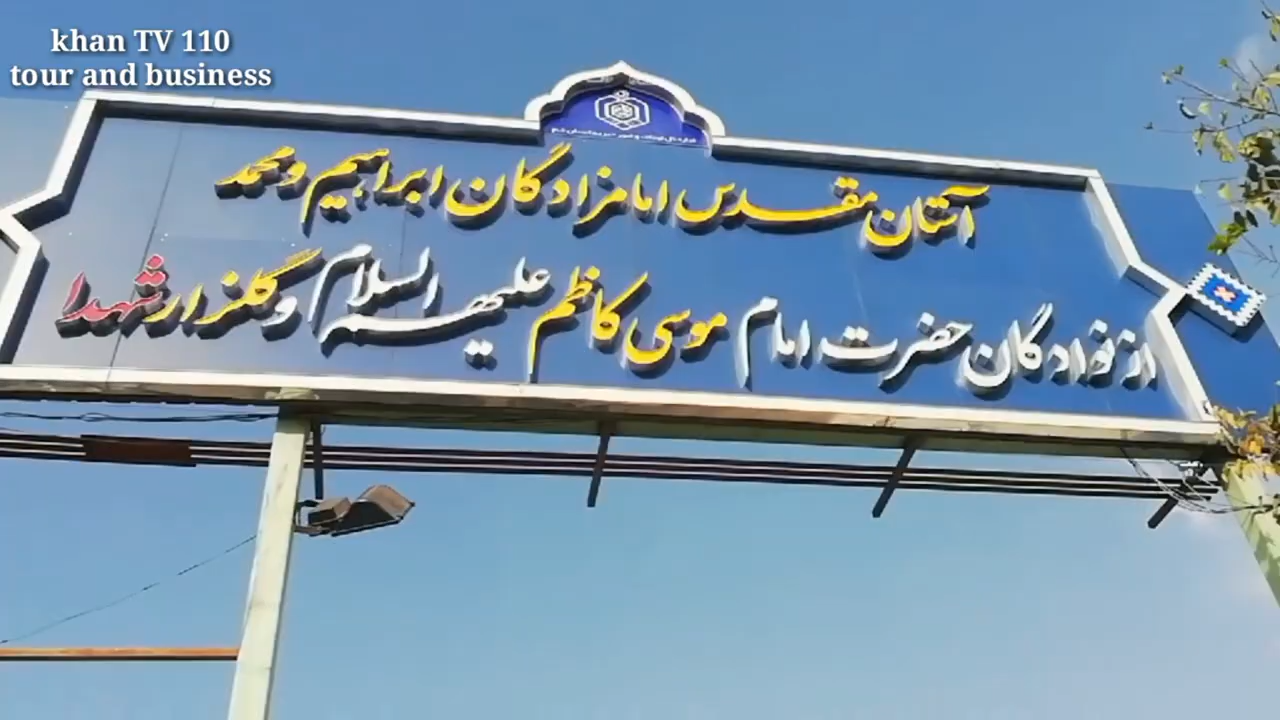 khan TV 110
tour and business
آستان مقدس امامزادگان ابراهیم و محمد
از نوادگان حضرت امام موسی کاظم علیه السلام و گلزار شهدا